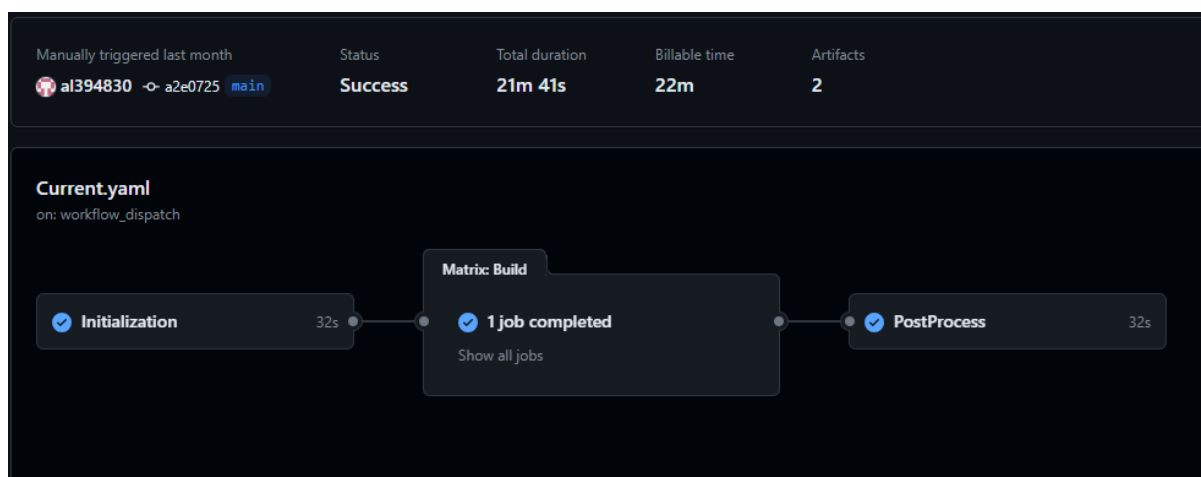 Manually triggered last month
al394830 a2e0725 main
Status
Success
Total duration
21m 41s
Billable time
22m
Artifacts
2
Current.yaml
on: workflow_dispatch
Initialization 32s
Matrix: Build
1 job completed
Show all jobs
PostProcess 32s